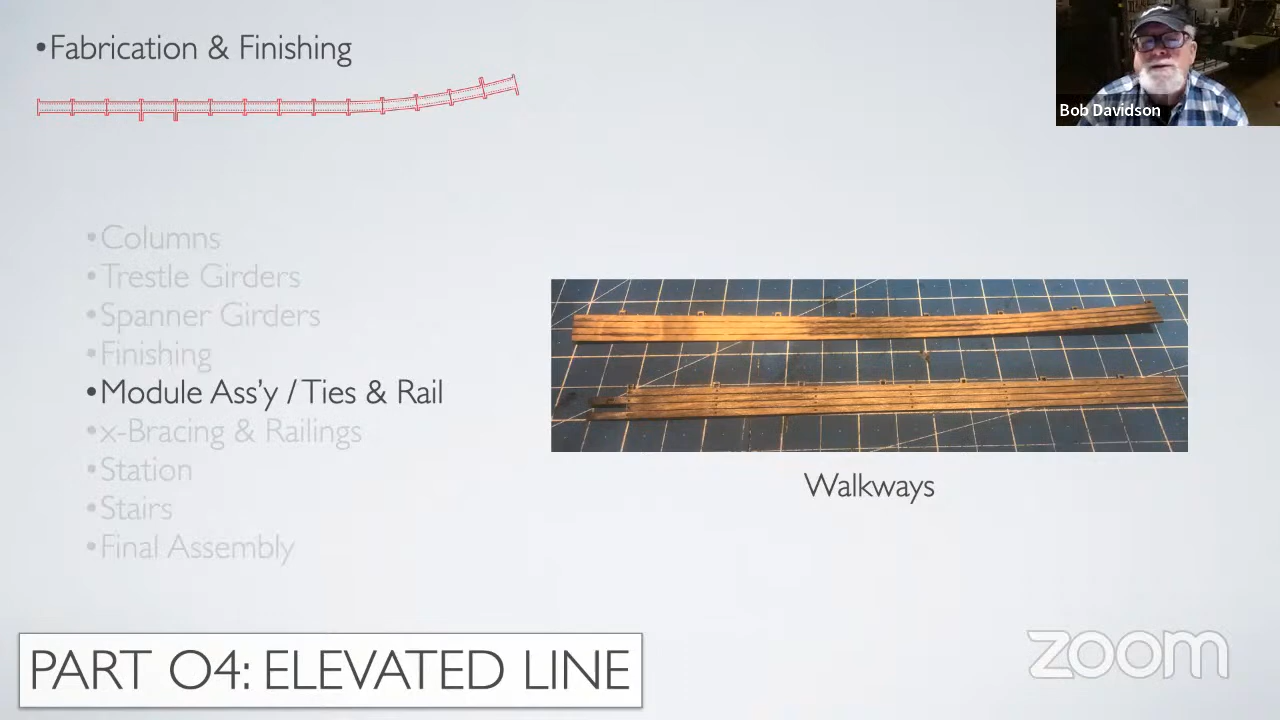 •Fabrication & Finishing
Bob Davidson
•Columns
•Trestle Girders
•Spanner Girders
•Finishing
•Module Ass'y / Ties & Rail
•x-Bracing & Railings
•Station
•Stairs
•Final Assembly
Walkways
PART 04: ELEVATED LINE
zoom